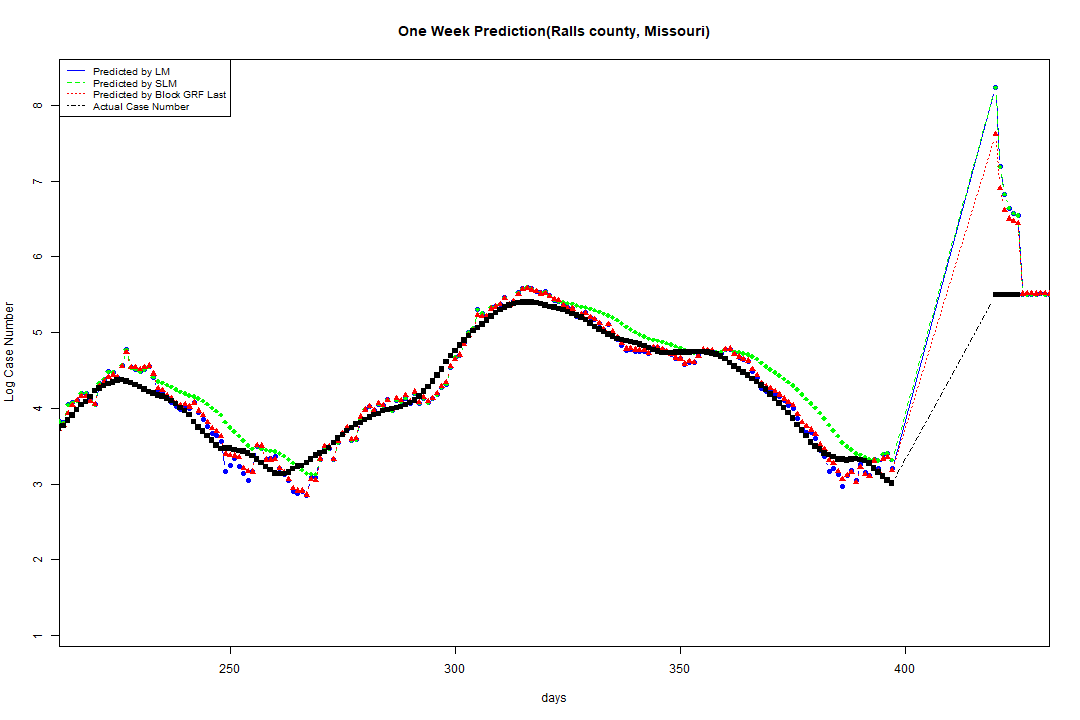 One Week Prediction(Ralls county, Missouri)
Predicted by LM
Predicted by SLM
Predicted by Block GRF Last
Actual Case Number
Log Case Number
8
7
6
5
4
3
2
1
250 300 350 400
days